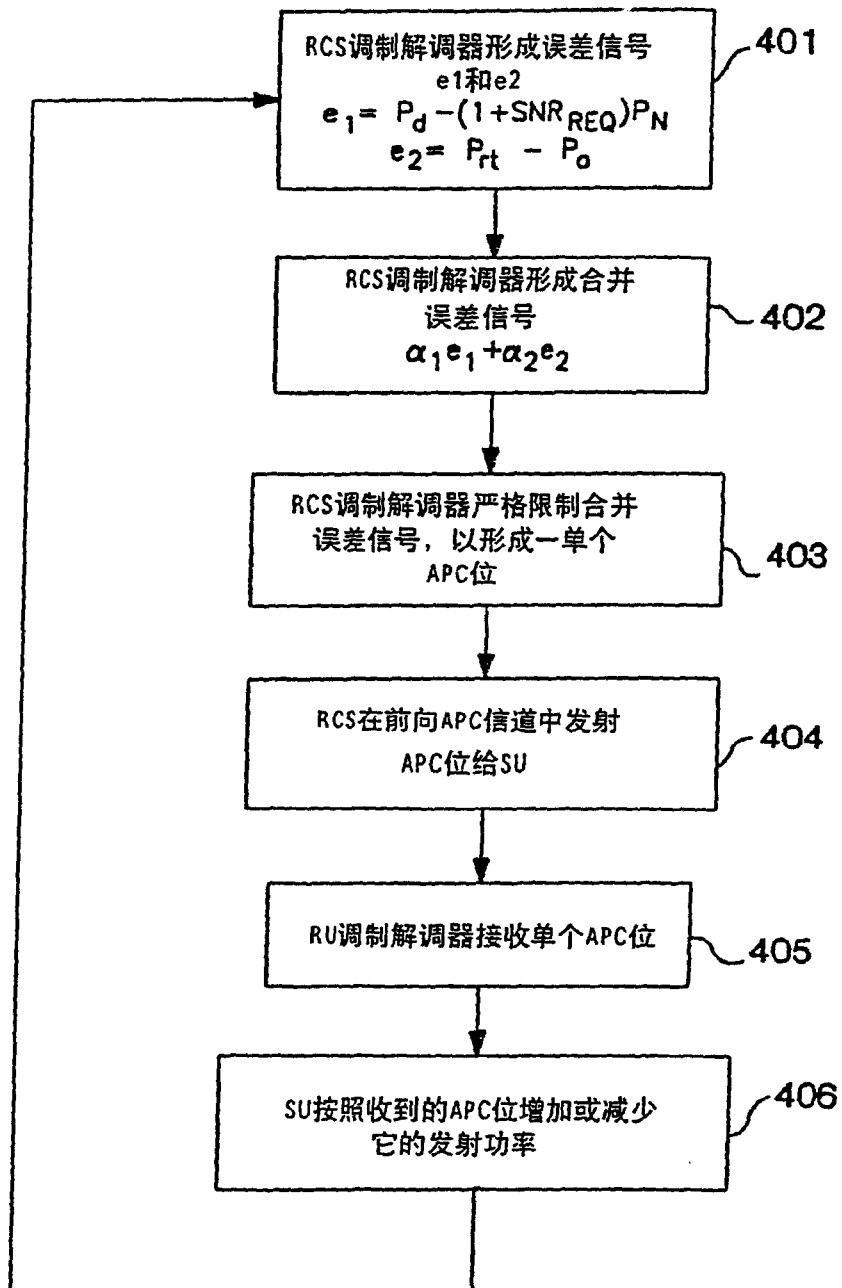 RCS调制解调器形成误差信号
e1和e2
e₁= P_d-(1+SNR_REQ)P_N
e₂= P_rt - P_o
401
RCS调制解调器形成合并
误差信号
α₁e₁+α₂e₂
402
RCS调制解调器严格限制合并
误差信号，以形成一单个
APC位
403
RCS在前向APC信道中发射
APC位给SU
404
RU调制解调器接收单个APC位
405
SU按照收到的APC位增加或减少
它的发射功率
406